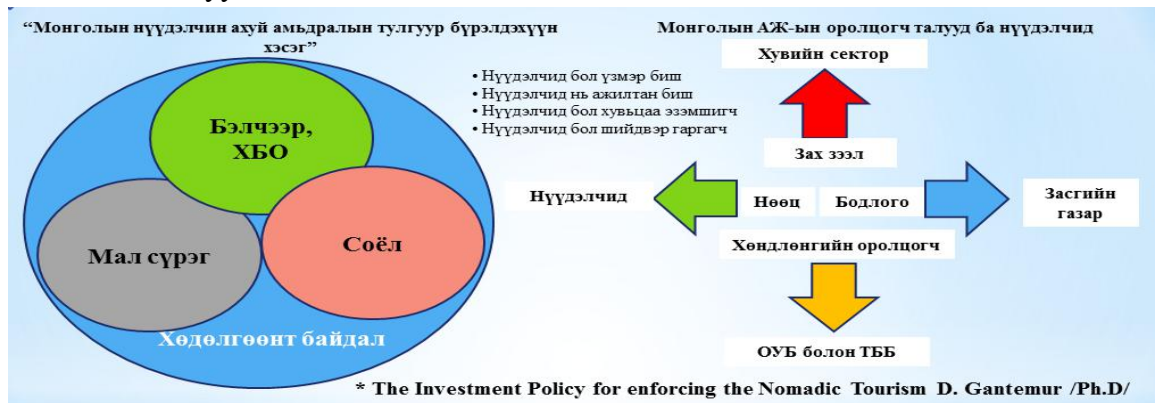 “Монголын нүүдэлчин ахуй амьдралын тулгуур бүрэлдэхүүн
хэсэг”
Бэлчээр,
ХБО
Мал сүрэг
Соёл
Хөдөлгөөнт байдал
• Нүүдэлчид бол үзмэр биш
• Нүүдэлчид нь ажилтан биш
• Нүүдэлчид бол хувьцаа эзэмшигч
• Нүүдэлчид бол шийдвэр гаргагч
Монголын АЖ-ын оролцогч талууд ба нүүдэлчид
Хувийн сектор
Зах зээл
Нүүдэлчид
Нөөц
Бодлого
Засгийн
газар
Хөндлөнгийн оролцогч
ОУБ болон ТББ
* The Investment Policy for enforcing the Nomadic Tourism D. Gantemur /Ph.D/